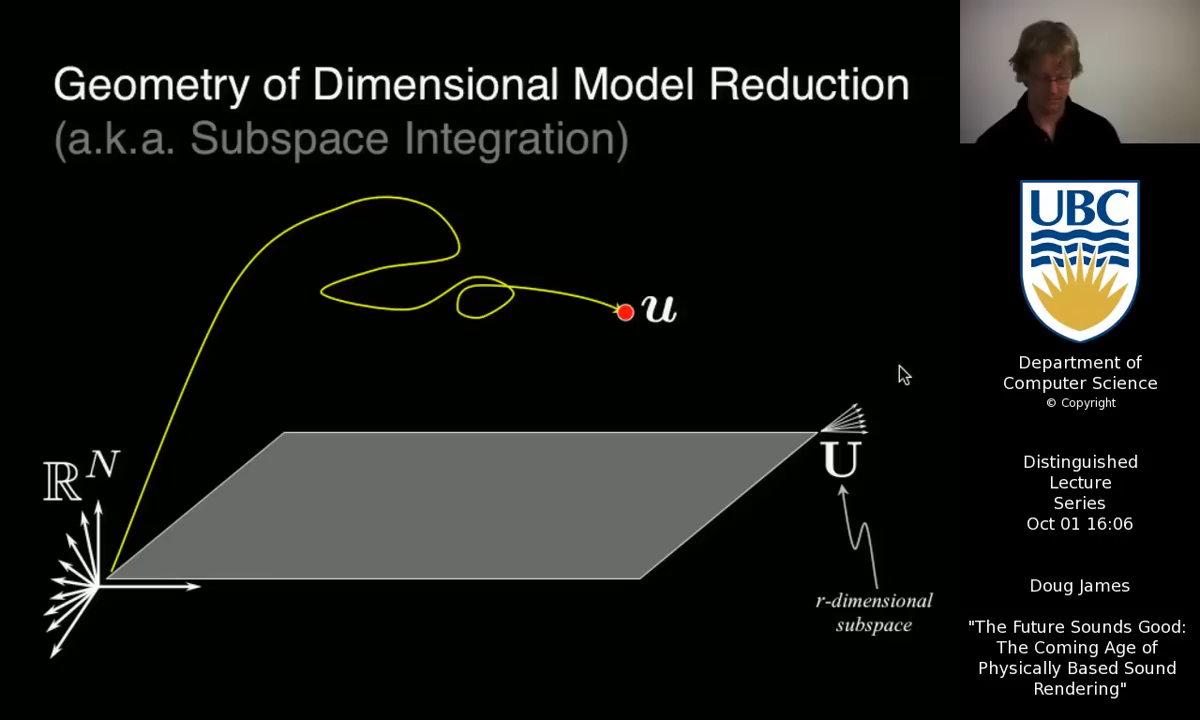 Geometry of Dimensional Model Reduction
(a.k.a. Subspace Integration)
u
ℝᴺ
U
r-dimensional
subspace
UBC
Department of
Computer Science
© Copyright
Distinguished
Lecture
Series
Oct 01 16:06
Doug James
"The Future Sounds Good:
The Coming Age of
Physically Based Sound
Rendering"